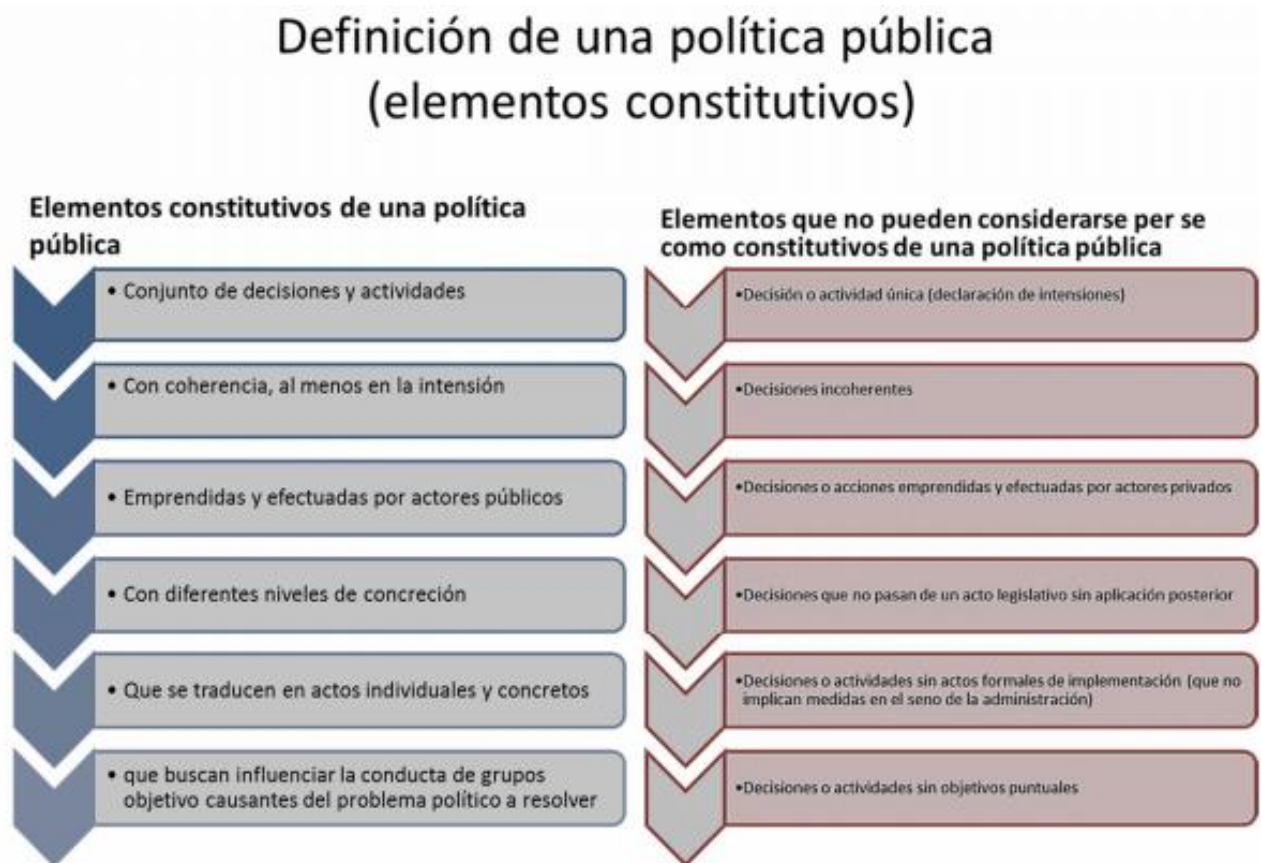 Definición de una política pública
(elementos constitutivos)
Elementos constitutivos de una política
pública
• Conjunto de decisiones y actividades
• Con coherencia, al menos en la intensión
• Emprendidas y efectuadas por actores públicos
• Con diferentes niveles de concreción
• Que se traducen en actos individuales y concretos
• que buscan influenciar la conducta de grupos
objetivo causantes del problema político a resolver
Elementos que no pueden considerarse per se
como constitutivos de una política pública
•Decisión o actividad única (declaración de intensiones)
•Decisiones incoherentes
•Decisiones o acciones emprendidas y efectuadas por actores privados
•Decisiones que no pasan de un acto legislativo sin aplicación posterior
•Decisiones o actividades sin actos formales de implementación (que no
implican medidas en el seno de la administración)
•Decisiones o actividades sin objetivos puntuales